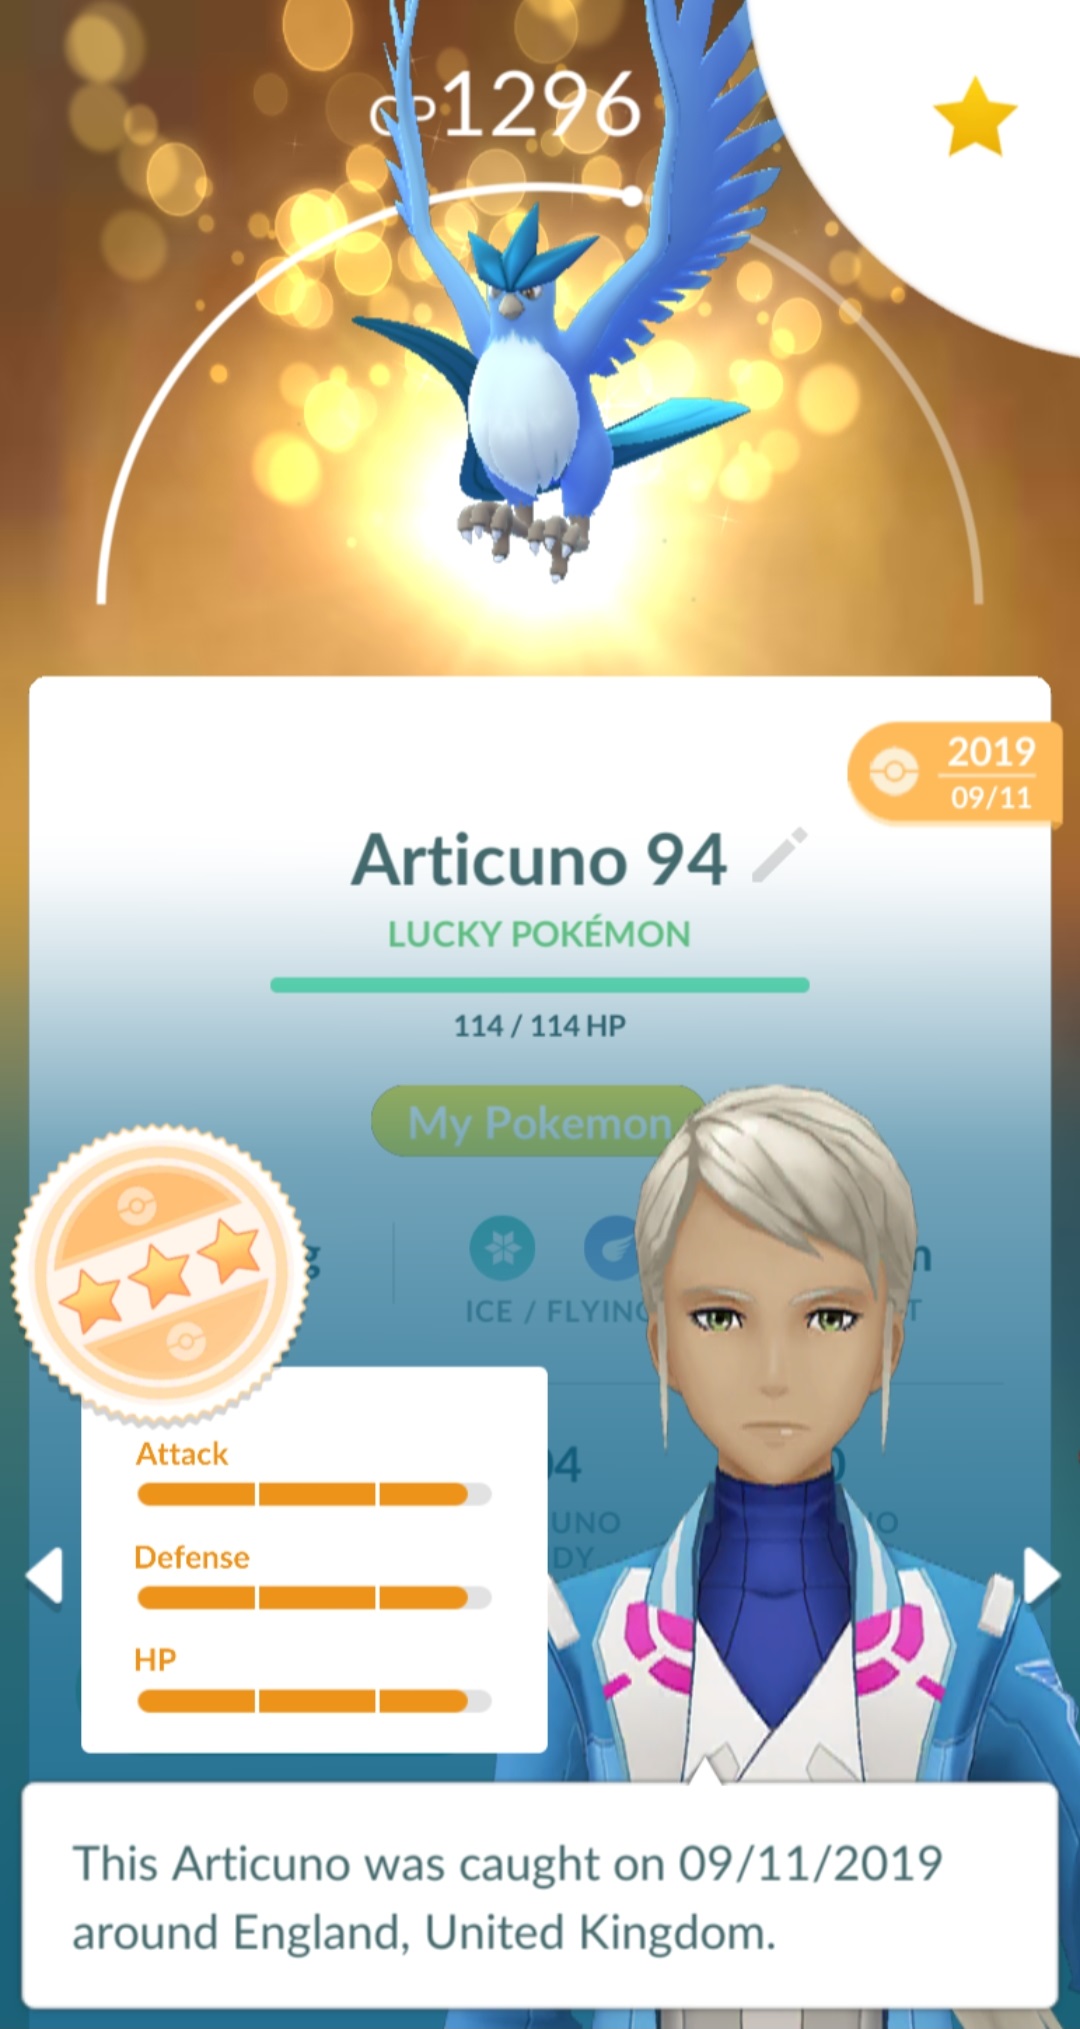 CP1296
2019
09/11
Articuno 94
LUCKY POKÉMON
114 / 114 HP
My Pokemon
ICE / FLYING
Attack
Defense
HP
This Articuno was caught on 09/11/2019
around England, United Kingdom.